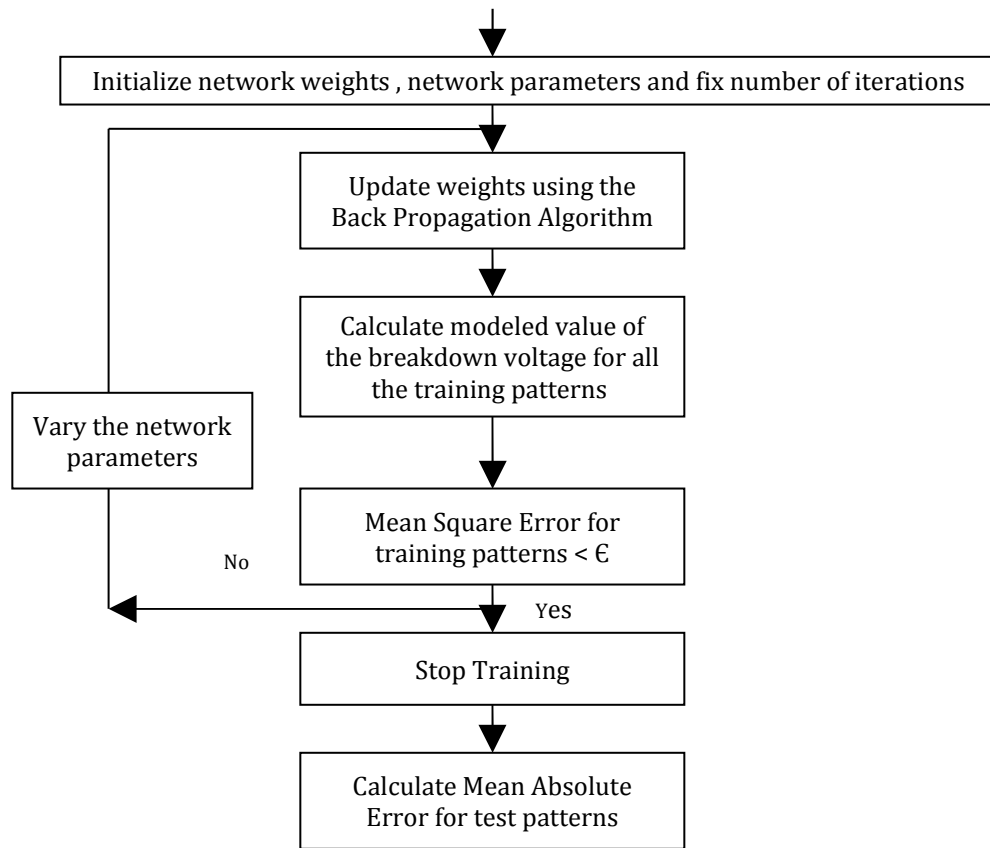 Initialize network weights , network parameters and fix number of iterations
Update weights using the
Back Propagation Algorithm
Calculate modeled value of
the breakdown voltage for all
the training patterns
Vary the network
parameters
Mean Square Error for
training patterns < €
No
Yes
Stop Training
Calculate Mean Absolute
Error for test patterns